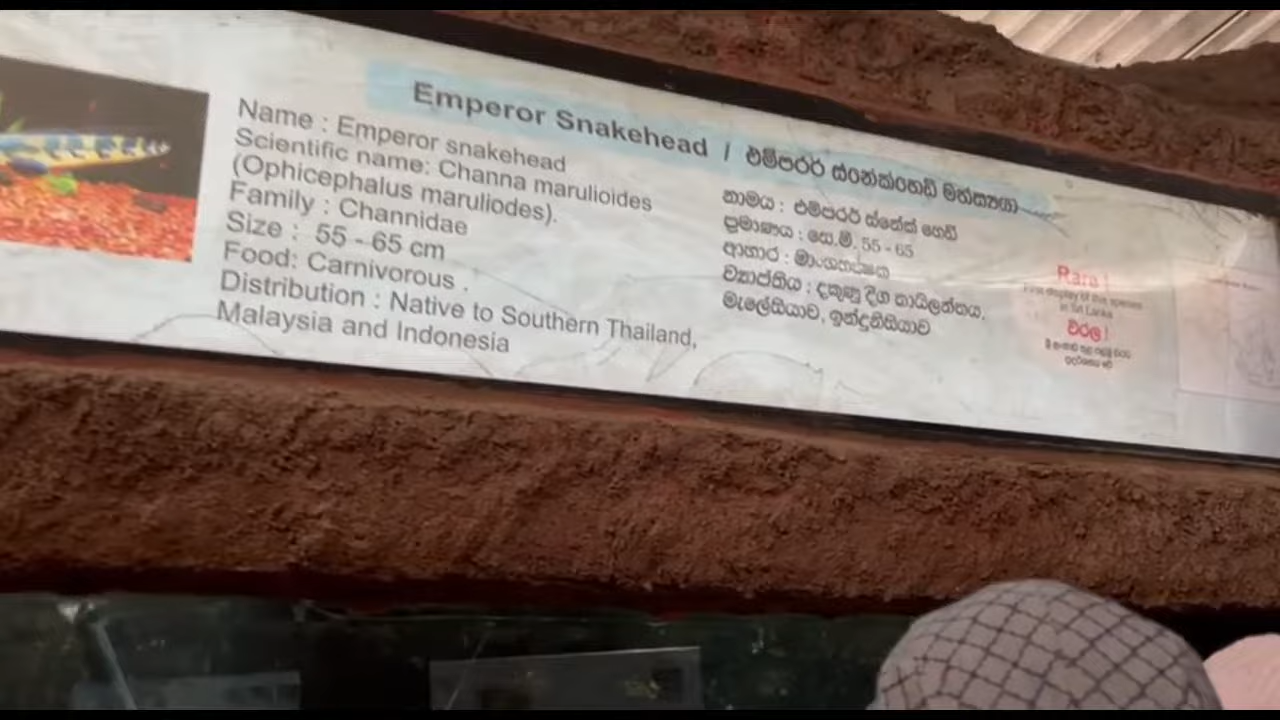 Emperor Snakehead / එම්පරර් ස්නේක්හෙඩ් මත්ස්‍යයා
Name : Emperor snakehead
Scientific name: Channa marulioides
(Ophicephalus maruliodes).
Family : Channidae
Size : 55 - 65 cm
Food: Carnivorous .
Distribution : Native to Southern Thailand,
Malaysia and Indonesia
නාමය : එම්පරර් ස්නේක් හෙඩ්
ප්‍රමාණය : සෙ.මී. 55 - 65
ආහාර : මාංශභක්ෂක
ව්‍යාප්තිය : දකුණු දිග තායිලන්තය,
මැලේසියාව, ඉන්දුනීසියාව
Rare !
First display of this species
in Sri Lanka
විරල !